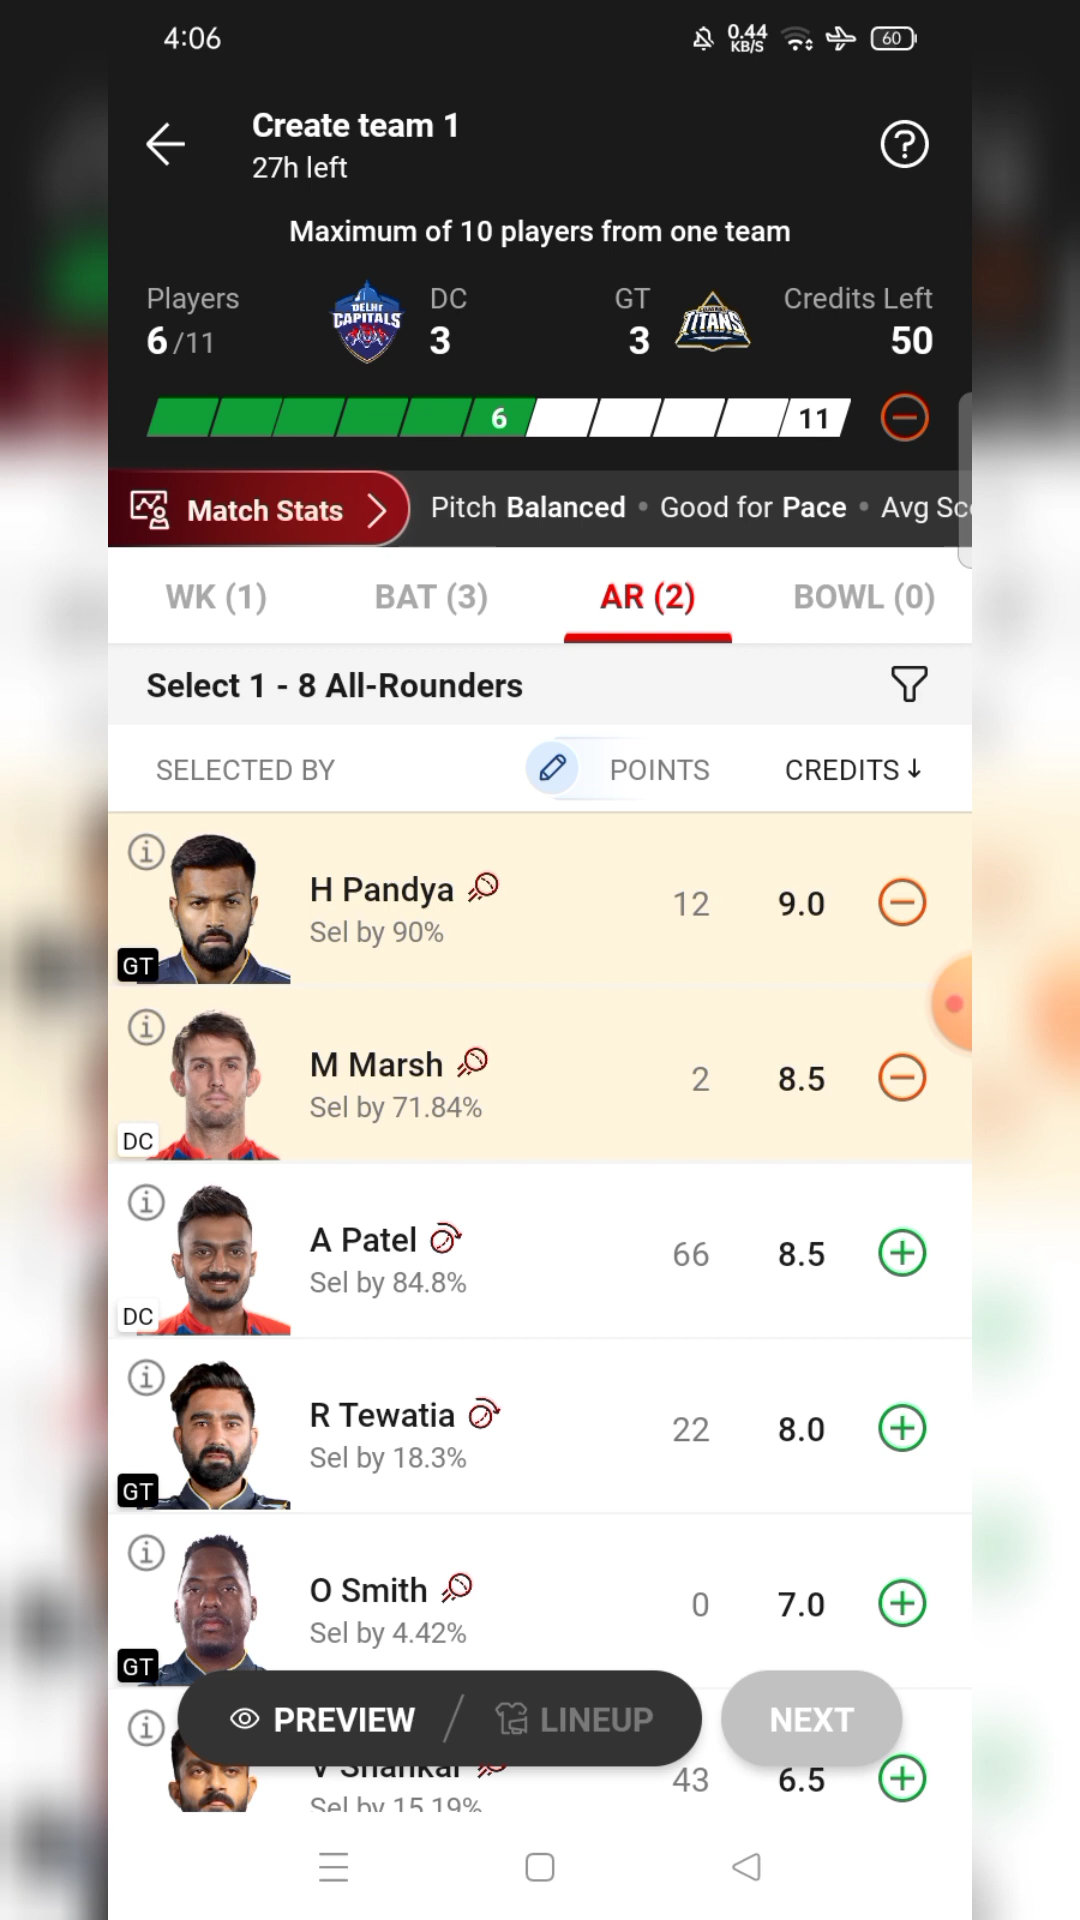 4:06
0.44
KB/S
60
Create team 1
27h left
?
Maximum of 10 players from one team
Players
6 /11
DELHI
CAPITALS
DC
3
GT
3
TITANS
Credits Left
50
6
11
Match Stats
Pitch Balanced • Good for Pace • Avg Sc
WK (1)
BAT (3)
AR (2)
BOWL (0)
Select 1 - 8 All-Rounders
SELECTED BY
POINTS
CREDITS ↓
H Pandya
Sel by 90%
12
9.0
GT
M Marsh
Sel by 71.84%
2
8.5
DC
A Patel
Sel by 84.8%
66
8.5
DC
R Tewatia
Sel by 18.3%
22
8.0
GT
O Smith
Sel by 4.42%
0
7.0
GT
PREVIEW / LINEUP
NEXT
V Shankar
Sel by 15.19%
43
6.5